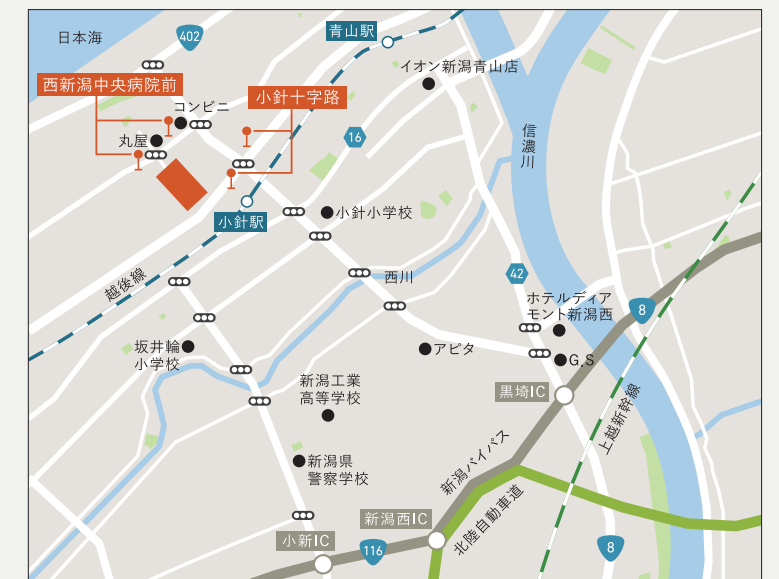 日本海
402
青山駅
イオン新潟青山店
西新潟中央病院前
小針十字路
コンビニ
丸屋
16
信濃川
小針駅
小針小学校
越後線
西川
42
ホテルディア
モント新潟西
8
坂井輪
小学校
アピタ
G.S
新潟工業
高等学校
黒埼IC
上越新幹線
新潟県
警察学校
新潟バイパス
北陸自動車道
新潟西IC
小新IC
116
8